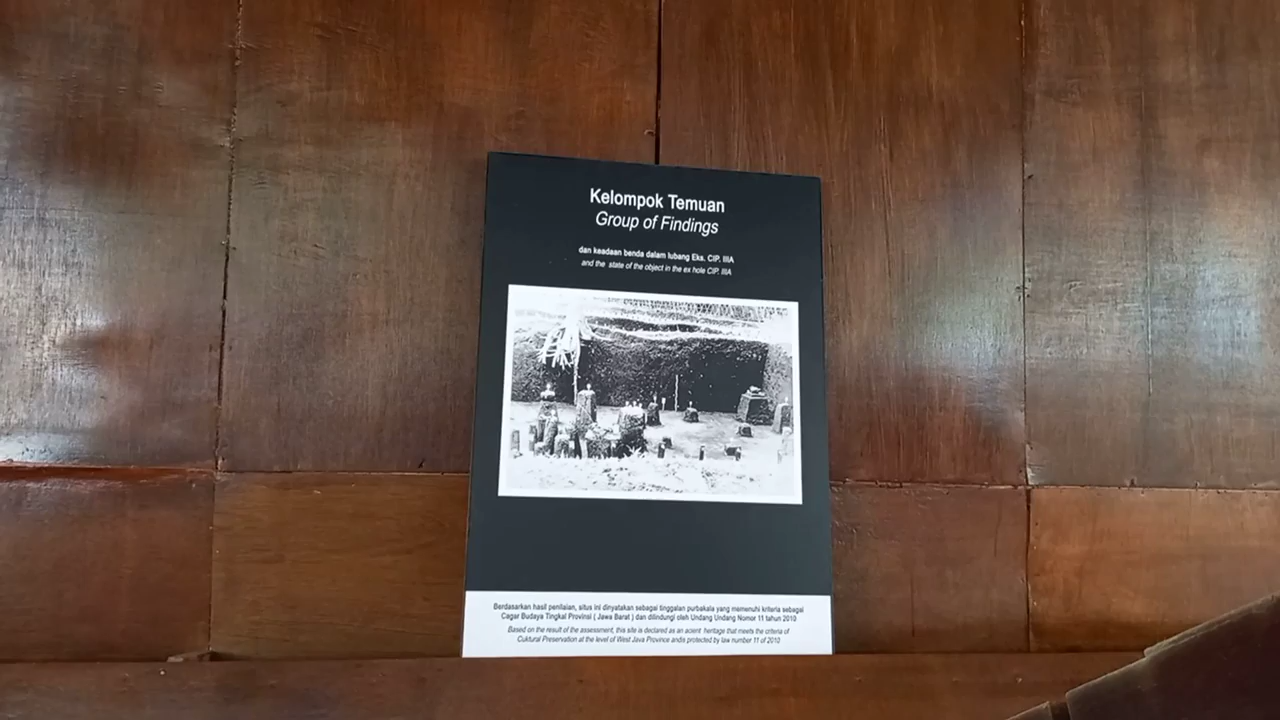 Kelompok Temuan
Group of Findings
dan keadaan benda dalam lubang Eks. CIP. IIIA
and the state of the object in the ex hole CIP. IIIA
Berdasarkan hasil penilaian, situs ini dinyatakan sebagai tinggalan purbakala yang memenuhi kriteria sebagai
Cagar Budaya Tingkal Provinsi ( Jawa Barat ) dan dilindungi oleh Undang Undang Nomor 11 tahun 2010
Based on the result of the assessment, this site is declared as an acient heritage that meets the criteria of
Cuktural Preservation at the level of West Java Province andis protected by law number 11 of 2010